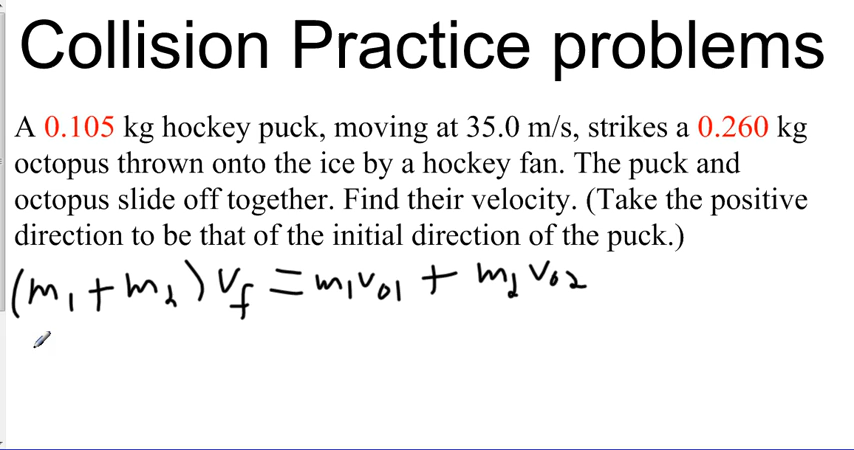 Collision Practice problems
A 0.105 kg hockey puck, moving at 35.0 m/s, strikes a 0.260 kg
octopus thrown onto the ice by a hockey fan. The puck and
octopus slide off together. Find their velocity. (Take the positive
direction to be that of the initial direction of the puck.)
(m₁ + m₂) v_f = m₁v₀₁ + m₂v₀₂